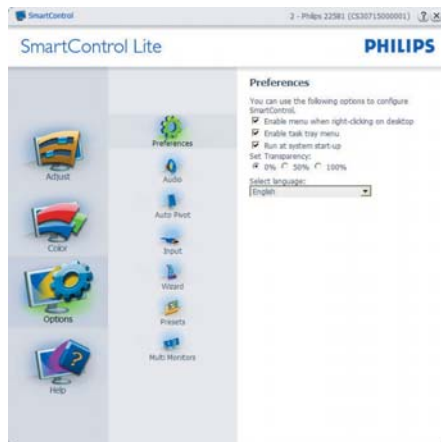 SmartControl
2 - Philips 225B1 (CS30715000001)
SmartControl Lite
PHILIPS
Adjust
Color
Options
Help
Preferences
Audio
Auto Pivot
Input
Wizard
Presets
Multi Monitors
Preferences
You can use the following options to configure
SmartControl.
Enable menu when right-clicking on desktop
Enable task tray menu
Run at system start-up
Set Transparency:
0% 50% 100%
Select language:
English